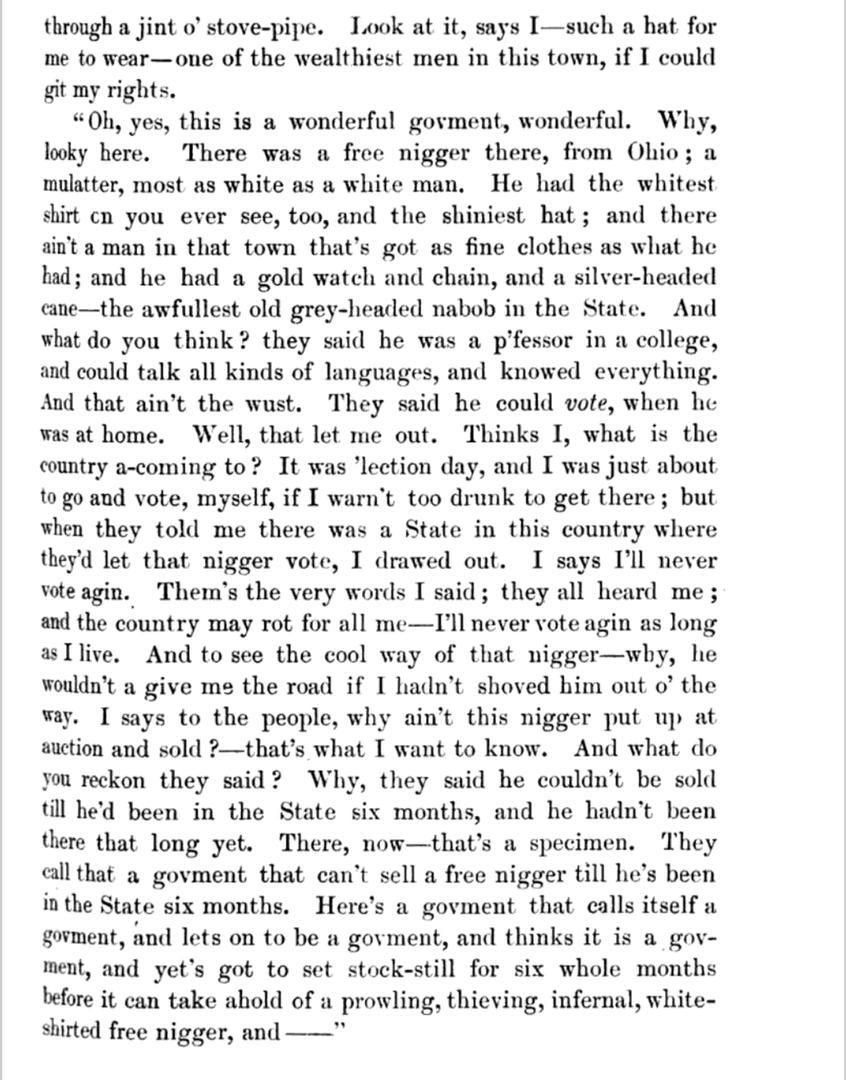 through a jint o' stove-pipe. Look at it, says I—such a hat for
me to wear—one of the wealthiest men in this town, if I could
git my rights.
"Oh, yes, this is a wonderful govment, wonderful. Why,
looky here. There was a free nigger there, from Ohio; a
mulatter, most as white as a white man. He had the whitest
shirt cn you ever see, too, and the shiniest hat; and there
ain't a man in that town that's got as fine clothes as what he
had; and he had a gold watch and chain, and a silver-headed
cane—the awfullest old grey-headed nabob in the State. And
what do you think? they said he was a p'fessor in a college,
and could talk all kinds of languages, and knowed everything.
And that ain't the wust. They said he could vote, when he
was at home. Well, that let me out. Thinks I, what is the
country a-coming to? It was 'lection day, and I was just about
to go and vote, myself, if I warn't too drunk to get there; but
when they told me there was a State in this country where
they'd let that nigger vote, I drawed out. I says I'll never
vote agin. Them's the very words I said; they all heard me;
and the country may rot for all me—I'll never vote agin as long
as I live. And to see the cool way of that nigger—why, he
wouldn't a give me the road if I hadn't shoved him out o' the
way. I says to the people, why ain't this nigger put up at
auction and sold?—that's what I want to know. And what do
you reckon they said? Why, they said he couldn't be sold
till he'd been in the State six months, and he hadn't been
there that long yet. There, now—that's a specimen. They
call that a govment that can't sell a free nigger till he's been
in the State six months. Here's a govment that calls itself a
govment, and lets on to be a govment, and thinks it is a gov-
ment, and yet's got to set stock-still for six whole months
before it can take ahold of a prowling, thieving, infernal, white-
shirted free nigger, and ——"